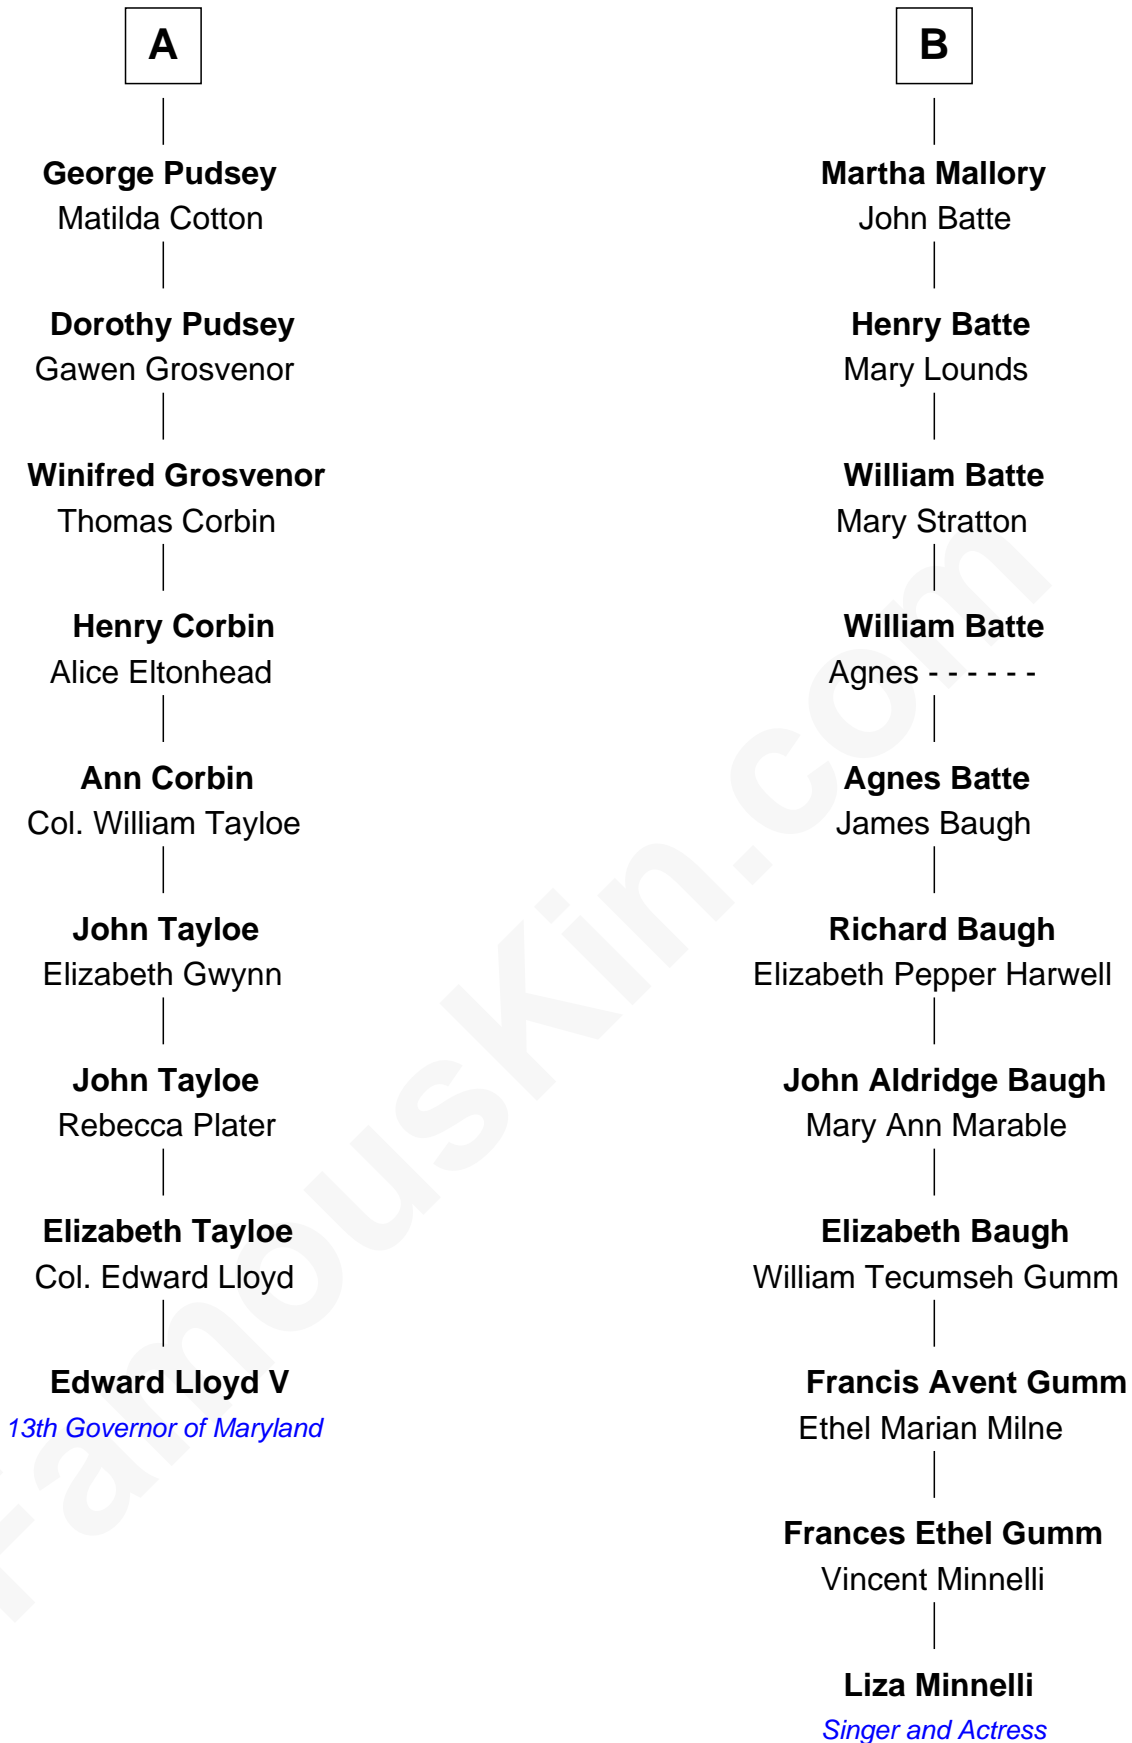 A
George Pudsey
Matilda Cotton
Dorothy Pudsey
Gawen Grosvenor
Winifred Grosvenor
Thomas Corbin
Henry Corbin
Alice Eltonhead
Ann Corbin
Col. William Tayloe
John Tayloe
Elizabeth Gwynn
John Tayloe
Rebecca Plater
Elizabeth Tayloe
Col. Edward Lloyd
Edward Lloyd V
13th Governor of Maryland
B
Martha Mallory
John Batte
Henry Batte
Mary Lounds
William Batte
Mary Stratton
William Batte
Agnes - - - - - -
Agnes Batte
James Baugh
Richard Baugh
Elizabeth Pepper Harwell
John Aldridge Baugh
Mary Ann Marable
Elizabeth Baugh
William Tecumseh Gumm
Francis Avent Gumm
Ethel Marian Milne
Frances Ethel Gumm
Vincent Minnelli
Liza Minnelli
Singer and Actress
FamousKin.com